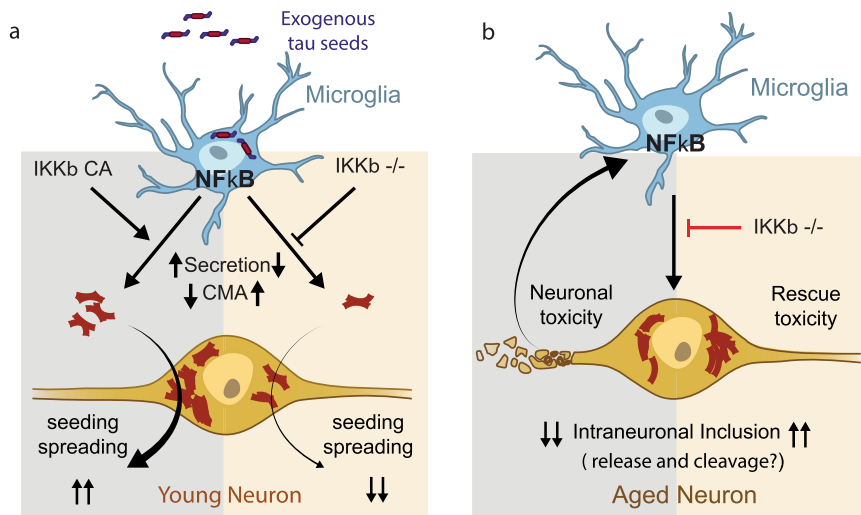 a
Exogenous
tau seeds
Microglia
IKKb CA
NFkB
IKKb -/-
Secretion
CMA
seeding
spreading
seeding
spreading
Young Neuron
b
Microglia
NFkB
IKKb -/-
Neuronal
toxicity
Rescue
toxicity
Intraneuronal Inclusion
( release and cleavage?)
Aged Neuron